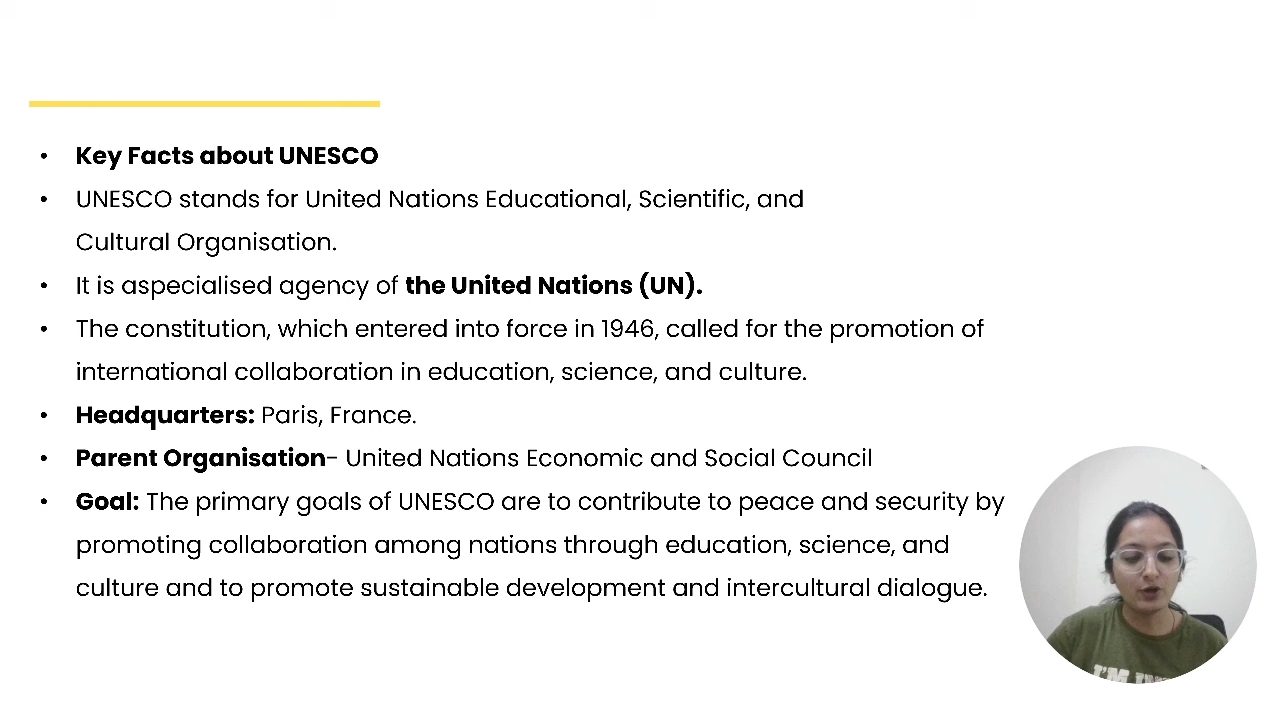 • Key Facts about UNESCO
• UNESCO stands for United Nations Educational, Scientific, and
Cultural Organisation.
• It is aspecialised agency of the United Nations (UN).
• The constitution, which entered into force in 1946, called for the promotion of
international collaboration in education, science, and culture.
• Headquarters: Paris, France.
• Parent Organisation– United Nations Economic and Social Council
• Goal: The primary goals of UNESCO are to contribute to peace and security by
promoting collaboration among nations through education, science, and
culture and to promote sustainable development and intercultural dialogue.
I'M